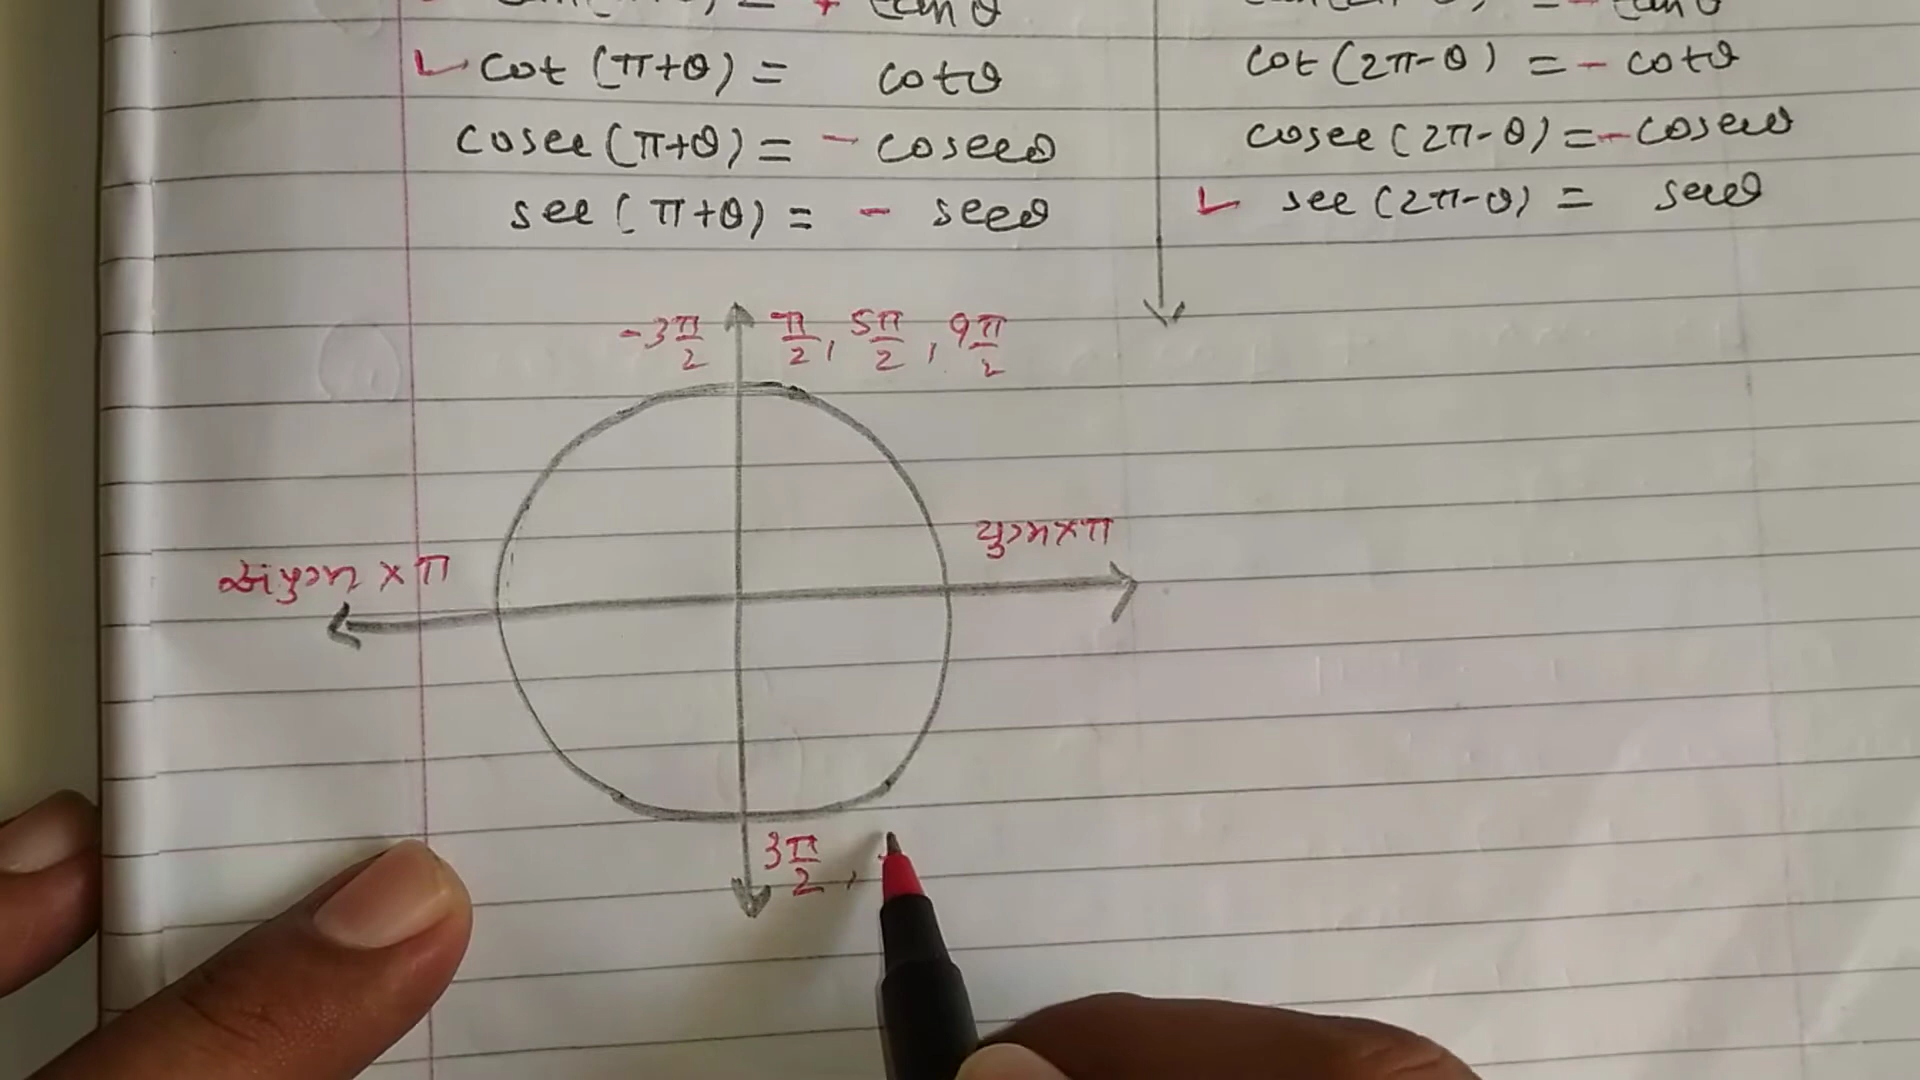 cot (π+θ) = cotθ
cosec (π+θ) = - cosecθ
sec (π+θ) = - secθ
cot (2π-θ) = - cotθ
cosec (2π-θ) = - cosecθ
sec (2π-θ) = secθ
-3π/2 π/2, 5π/2, 9π/2
π×
π×
3π/2,